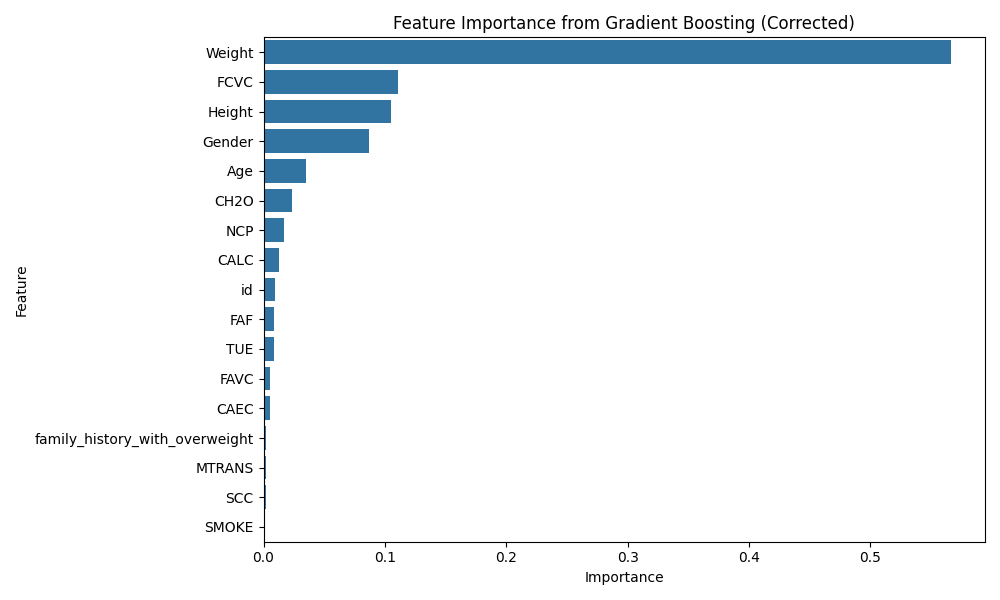 Feature Importance from Gradient Boosting (Corrected)
Weight
FCVC
Height
Gender
Age
CH2O
NCP
CALC
id
FAF
TUE
FAVC
CAEC
family_history_with_overweight
MTRANS
SCC
SMOKE
Feature
0.0 0.1 0.2 0.3 0.4 0.5
Importance